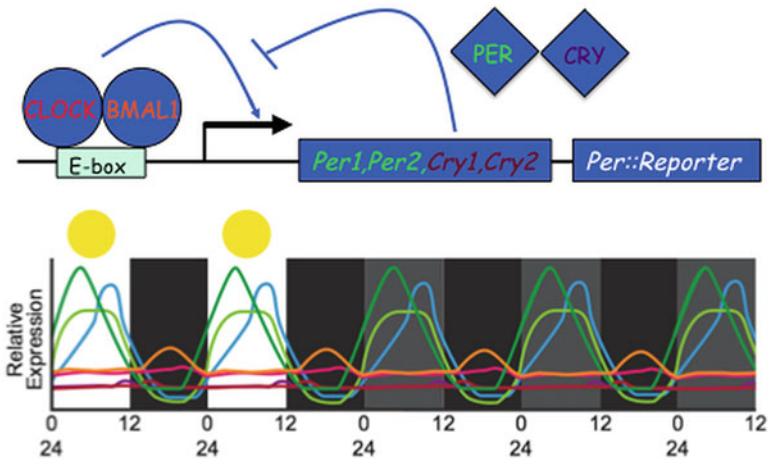 PER CRY
CLOCK BMAL1
E-box
Per1,Per2,Cry1,Cry2 Per::Reporter
Relative
Expression
0 12 0 12 0 12 0 12 0 12
24 24 24 24 24